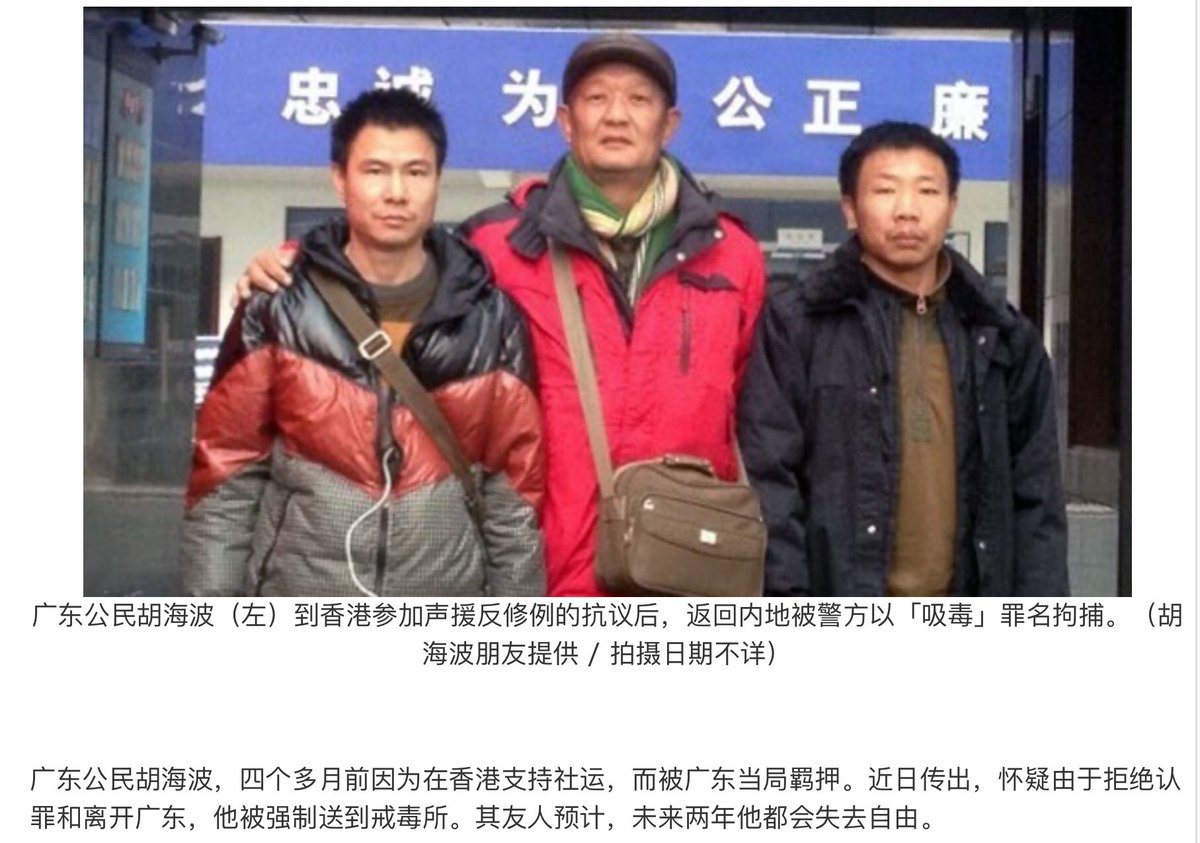 忠诚 为 公正 廉
广东公民胡海波（左）到香港参加声援反修例的抗议后，返回内地被警方以「吸毒」罪名拘捕。（胡
海波朋友提供 / 拍摄日期不详）
广东公民胡海波，四个多月前因为在香港支持社运，而被广东当局羁押。近日传出，怀疑由于拒绝认
罪和离开广东，他被强制送到戒毒所。其友人预计，未来两年他都会失去自由。